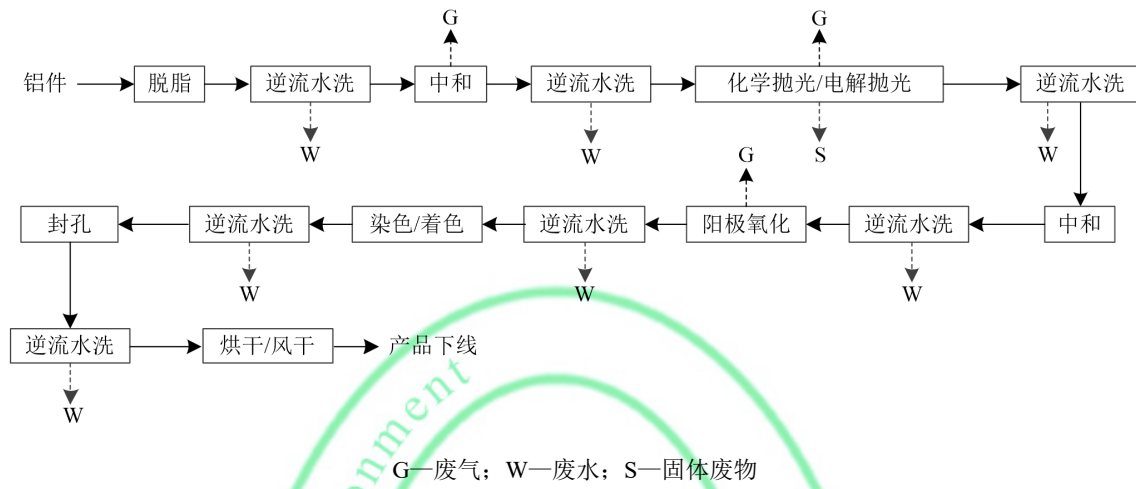 G G
铝件 脱脂 逆流水洗 中和 逆流水洗 化学抛光/电解抛光 逆流水洗
W W S W
G
封孔 逆流水洗 染色/着色 逆流水洗 阳极氧化 逆流水洗 中和
W W W
逆流水洗 烘干/风干 产品下线
W
onment
G—废气；W—废水；S—固体废物